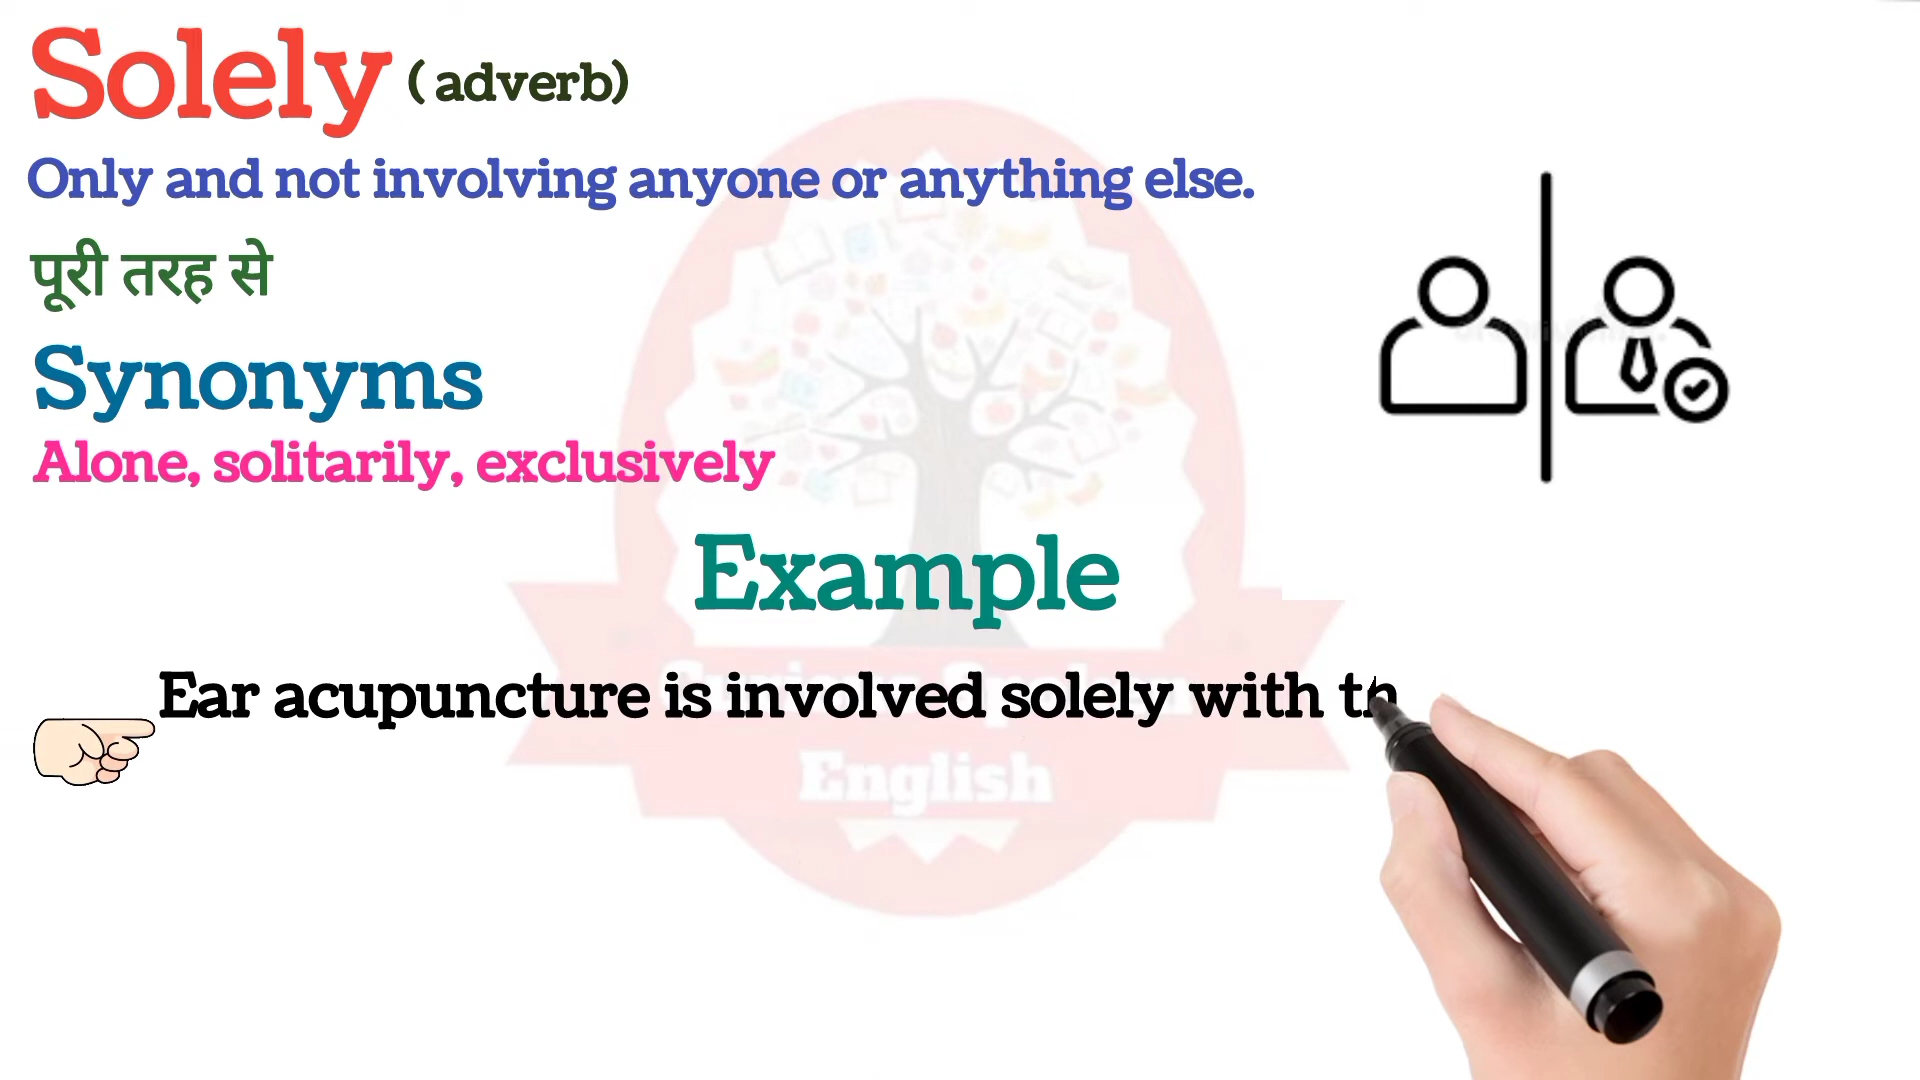 Solely ( adverb)
Only and not involving anyone or anything else.
पूरी तरह से
Synonyms
Alone, solitarily, exclusively
Example
Ear acupuncture is involved solely with
English